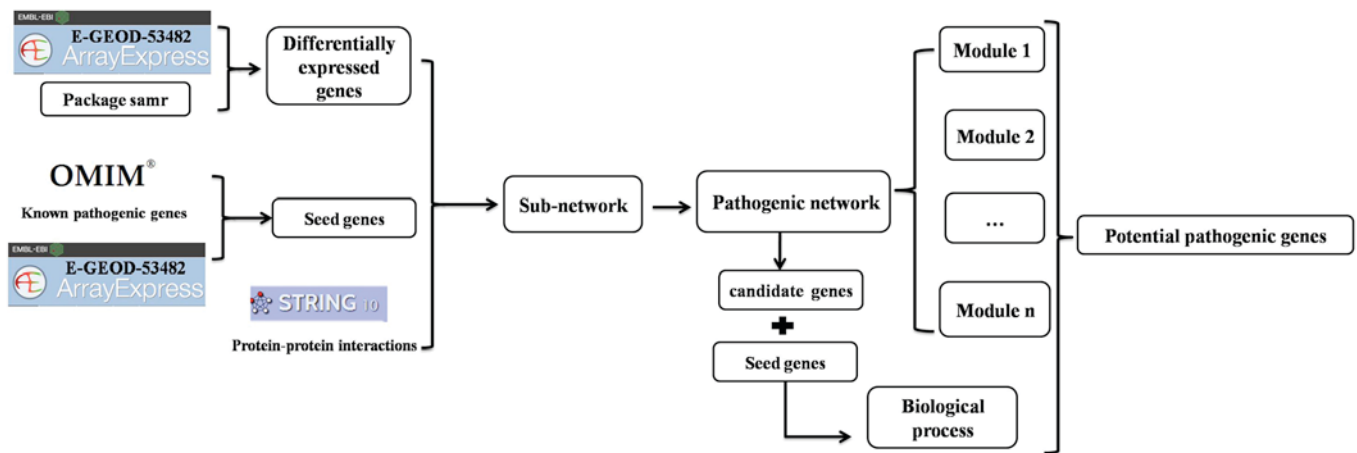 EMBL-EBI
E-GEOD-53482
ArrayExpress
Package samr
Differentially
expressed
genes
OMIM®
Known pathogenic genes
EMBL-EBI
E-GEOD-53482
ArrayExpress
Seed genes
STRING 10
Protein-protein interactions
Sub-network
Pathogenic network
candidate genes
Seed genes
Biological
process
Module 1
Module 2
...
Module n
Potential pathogenic genes